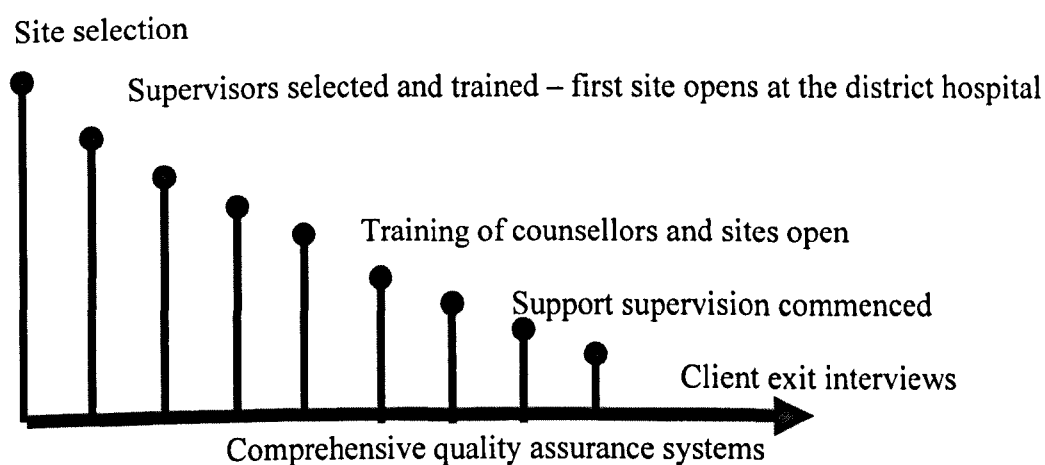 Site selection
Supervisors selected and trained – first site opens at the district hospital
Training of counsellors and sites open
Support supervision commenced
Client exit interviews
Comprehensive quality assurance systems